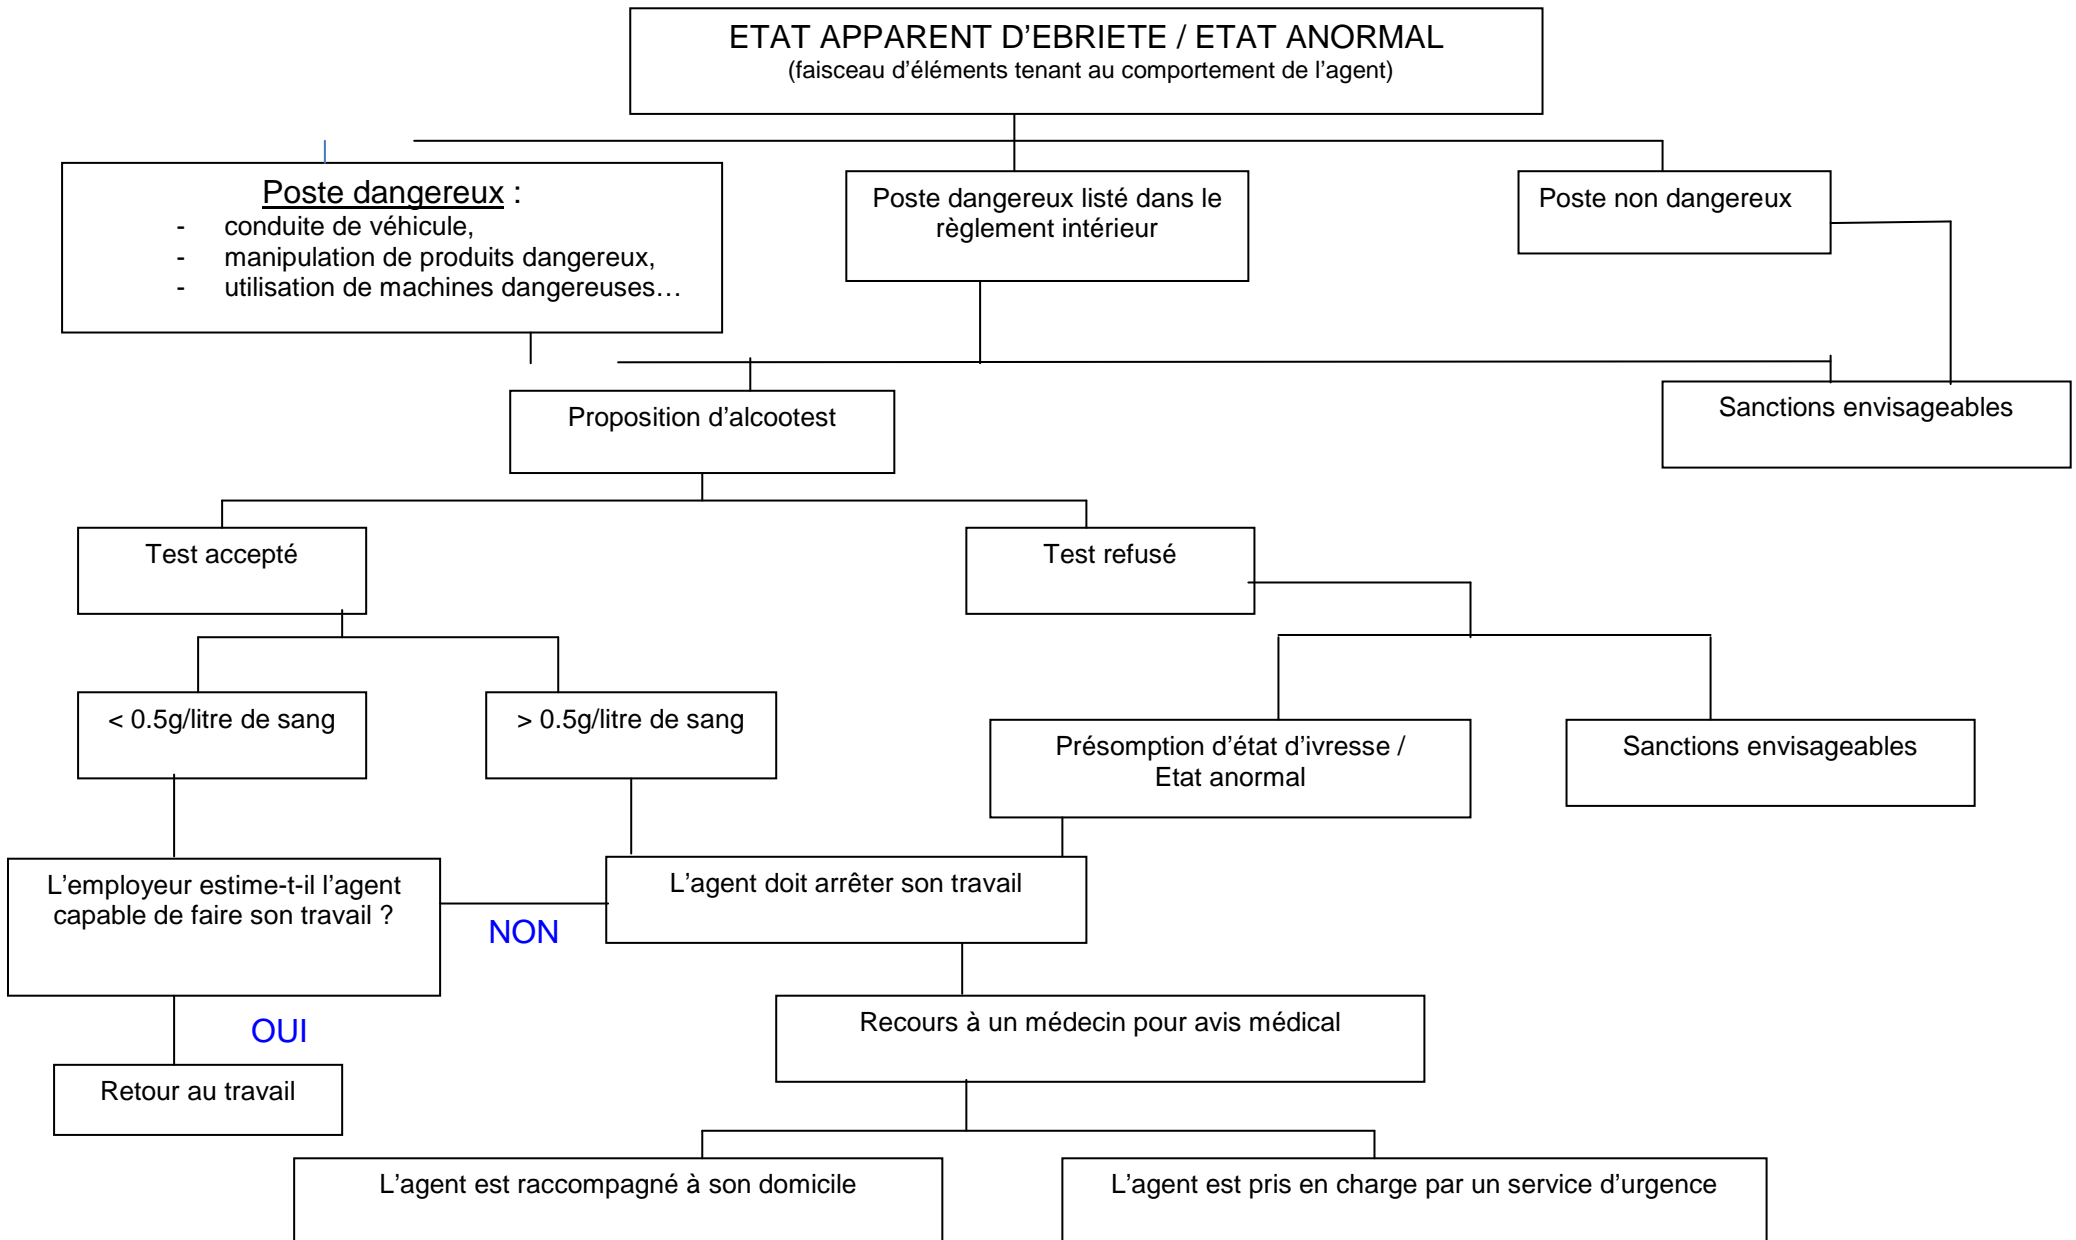 ETAT APPARENT D’EBRIETE / ETAT ANORMAL
(faisceau d’éléments tenant au comportement de l’agent)
Poste dangereux :
- conduite de véhicule,
- manipulation de produits dangereux,
- utilisation de machines dangereuses…
Poste dangereux listé dans le
règlement intérieur
Poste non dangereux
Proposition d’alcootest
Sanctions envisageables
Test accepté
Test refusé
< 0.5g/litre de sang
> 0.5g/litre de sang
Présomption d’état d’ivresse /
Etat anormal
Sanctions envisageables
L’employeur estime-t-il l’agent
capable de faire son travail ?
NON
L’agent doit arrêter son travail
OUI
Recours à un médecin pour avis médical
Retour au travail
L’agent est raccompagné à son domicile
L’agent est pris en charge par un service d’urgence